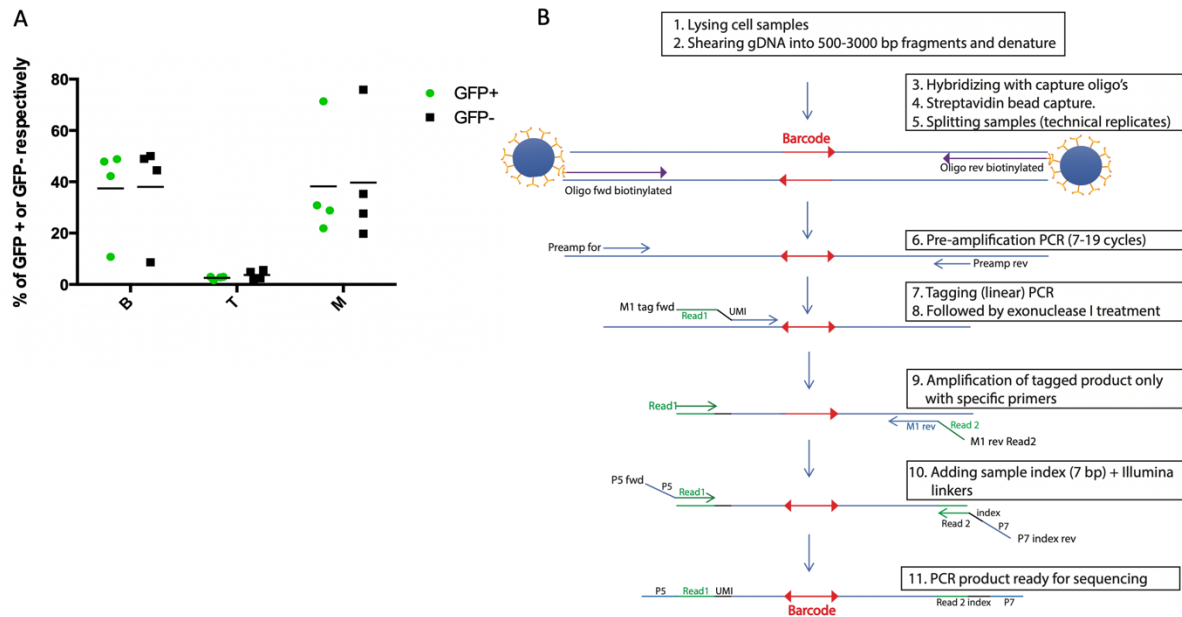 A
% of GFP + or GFP- respectively
80
60
40
20
0
B
T
M
GFP+
GFP-
B
1. Lysing cell samples
2. Shearing gDNA into 500-3000 bp fragments and denature
3. Hybridizing with capture oligo's
4. Streptavidin bead capture.
5. Splitting samples (technical replicates)
Barcode
Oligo fwd biotinylated
Oligo rev biotinylated
6. Pre-amplification PCR (7-19 cycles)
Preamp for
Preamp rev
7. Tagging (linear) PCR
8. Followed by exonuclease I treatment
M1 tag fwd
Read1
UMI
9. Amplification of tagged product only
with specific primers
Read1
M1 rev
Read 2
M1 rev Read2
10. Adding sample index (7 bp) + Illumina
linkers
P5 fwd
P5
Read1
Read 2
index
P7
P7 index rev
11. PCR product ready for sequencing
P5 Read1 UMI
Barcode
Read 2 index P7